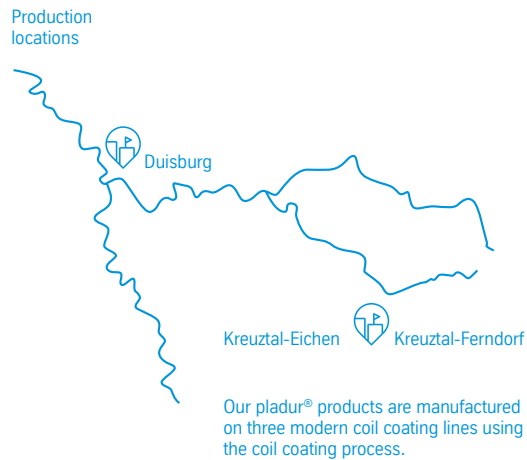 Production
locations
Duisburg
Kreuztal-Eichen
Kreuztal-Ferndorf
Our pladur® products are manufactured
on three modern coil coating lines using
the coil coating process.